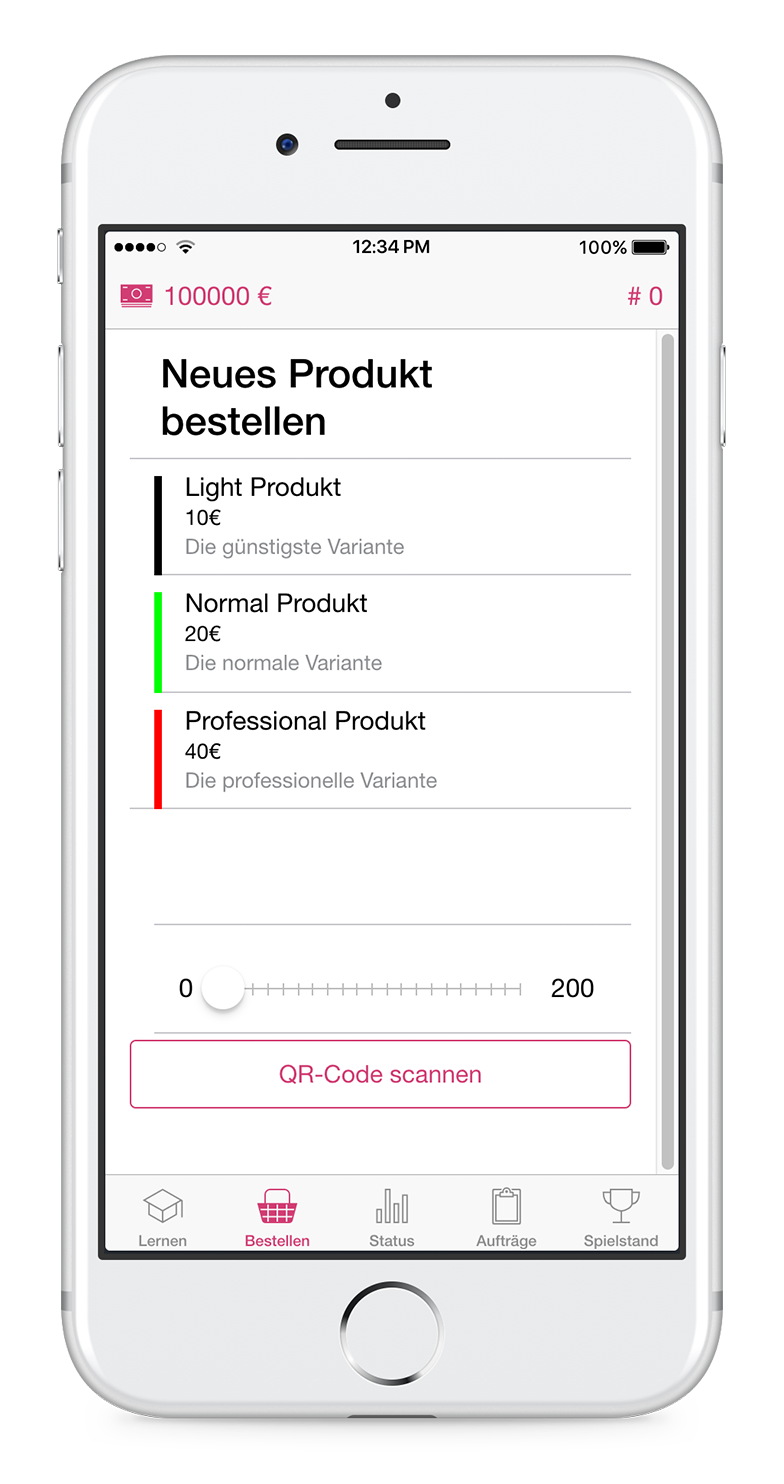 12:34 PM
100%
100000 €
# 0
Neues Produkt
bestellen
Light Produkt
10€
Die günstigste Variante
Normal Produkt
20€
Die normale Variante
Professional Produkt
40€
Die professionelle Variante
0
200
QR-Code scannen
Lernen
Bestellen
Status
Aufträge
Spielstand